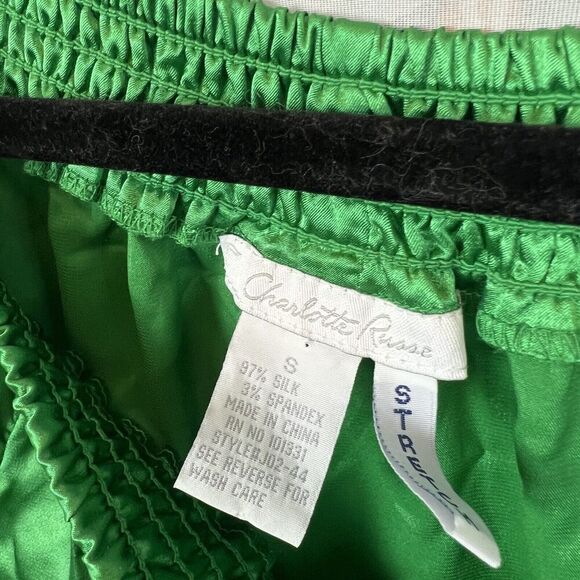 Charlotte Russe
S
97% SILK
3% SPANDEX
MADE IN CHINA
RN NO 101331
STYLE#J02-44
SEE REVERSE FOR
WASH CARE
STRETCH